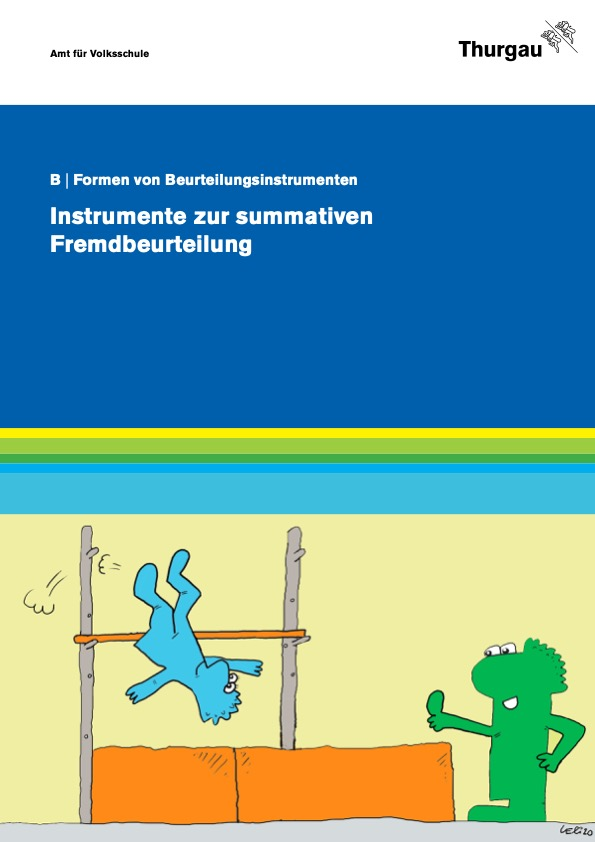 Amt für Volksschule
Thurgau
B | Formen von Beurteilungsinstrumenten
Instrumente zur summativen
Fremdbeurteilung